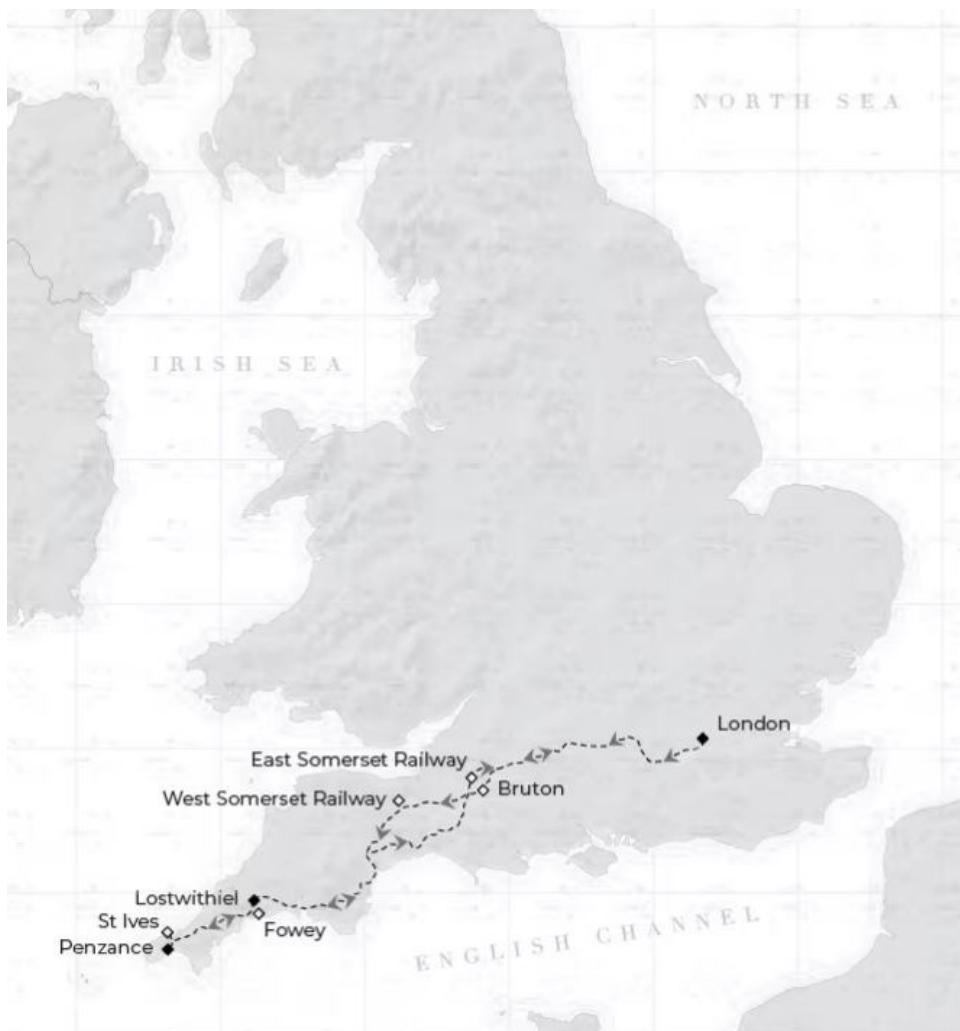 NORTH SEA
IRISH SEA
London
East Somerset Railway
Bruton
West Somerset Railway
Lostwithiel
St Ives
Fowey
Penzance
ENGLISH CHANNEL